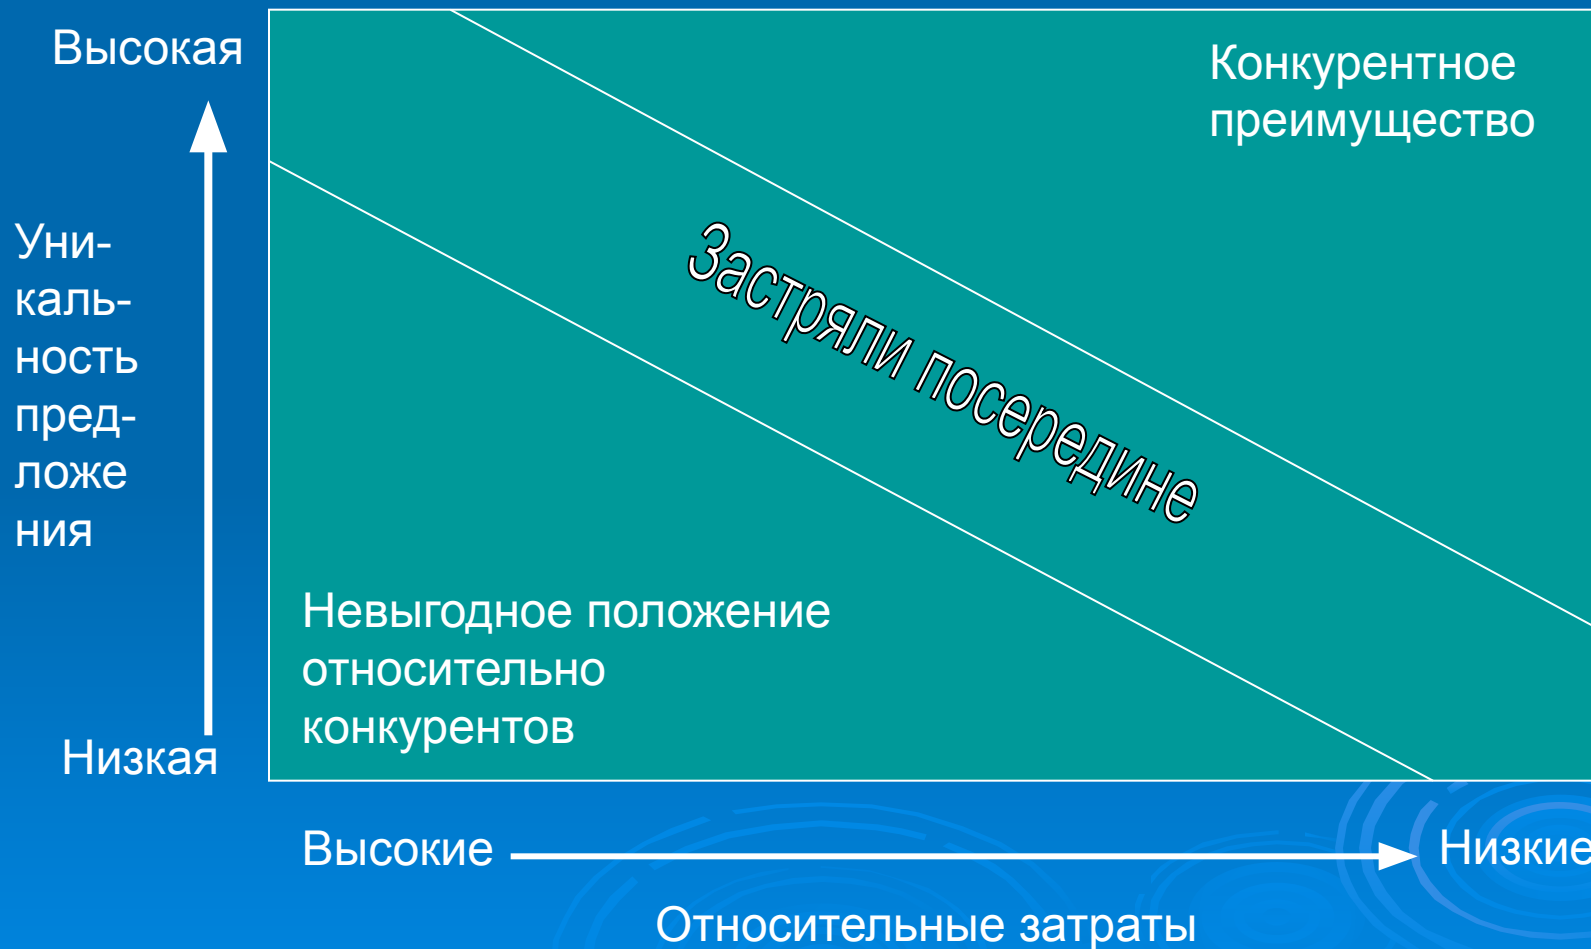 Высокая
Конкурентное
преимущество
Уни-
каль-
ность
пред-
ложе
ния
Застряли посередине
Невыгодное положение
относительно
конкурентов
Низкая
Высокие
Низкие
Относительные затраты